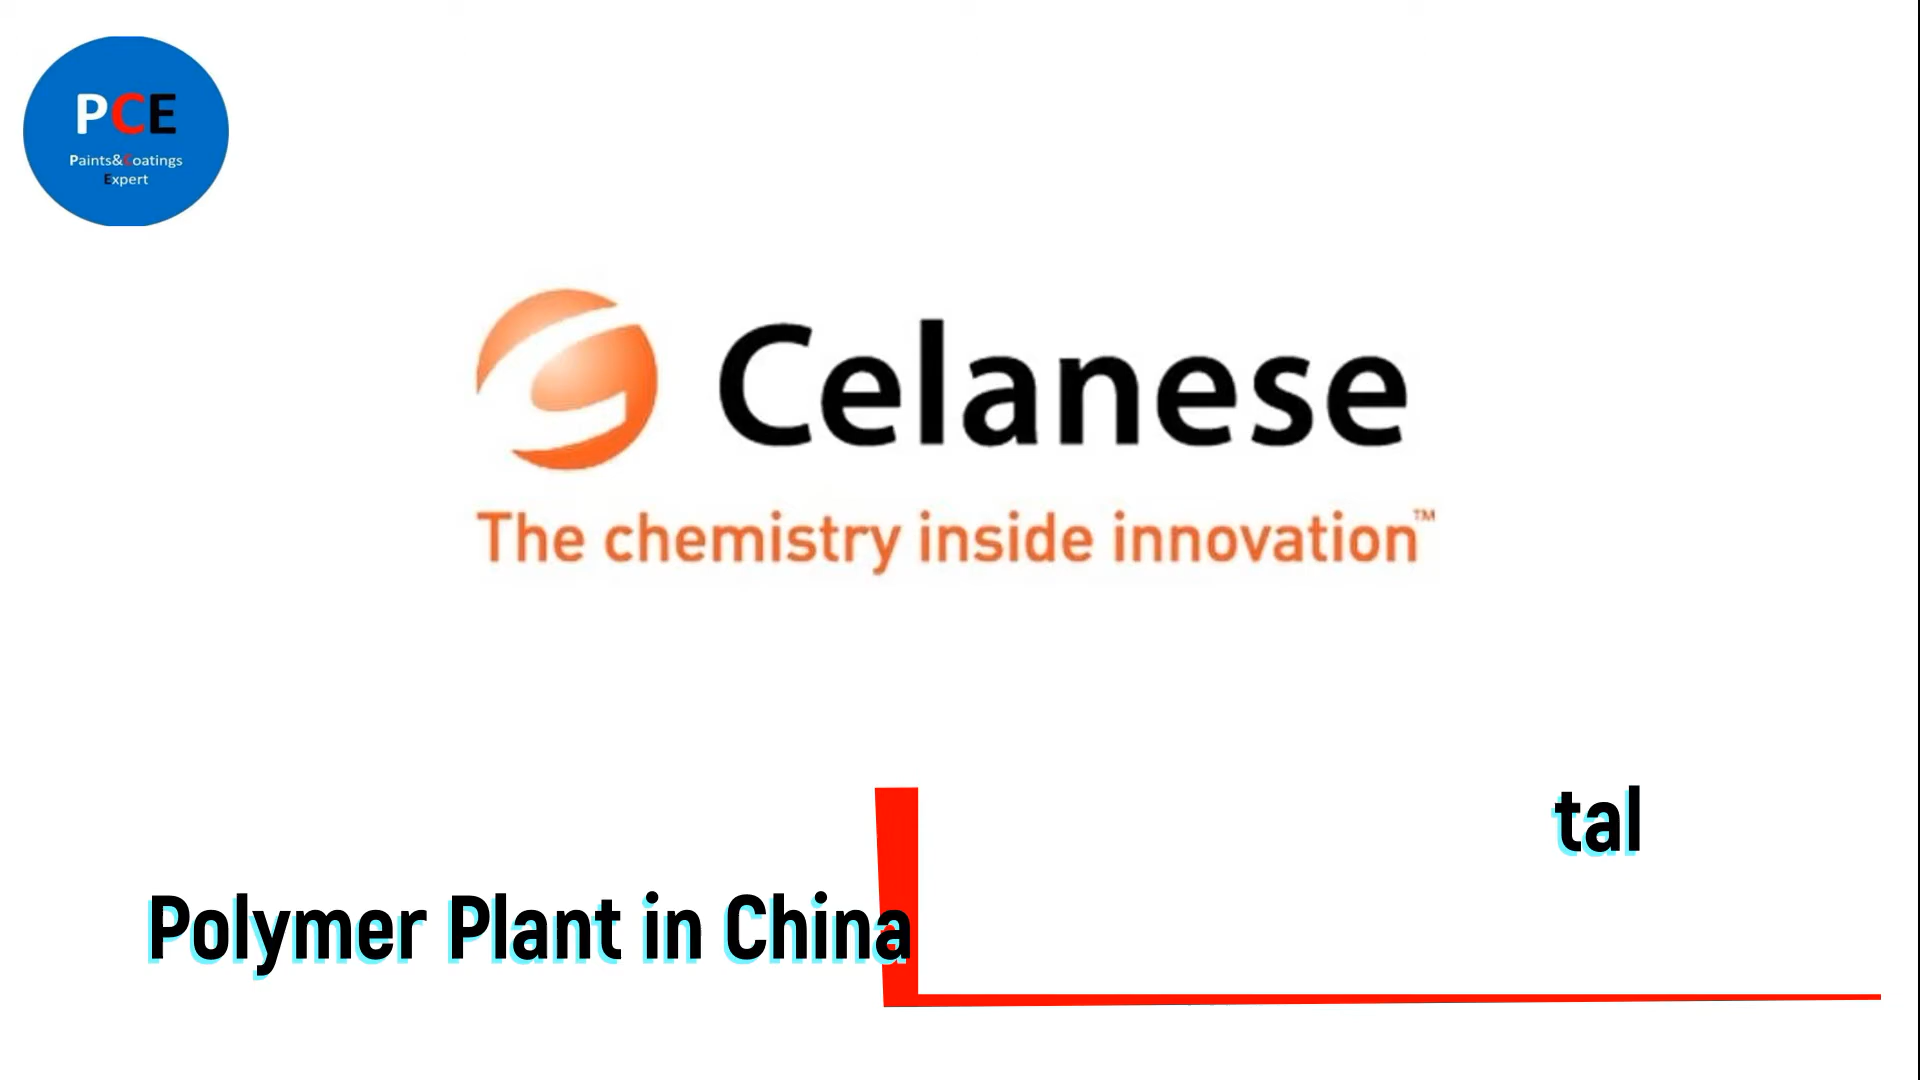 PCE
Paints&Coatings
Expert
Celanese
The chemistry inside innovation™
tal
Polymer Plant in China